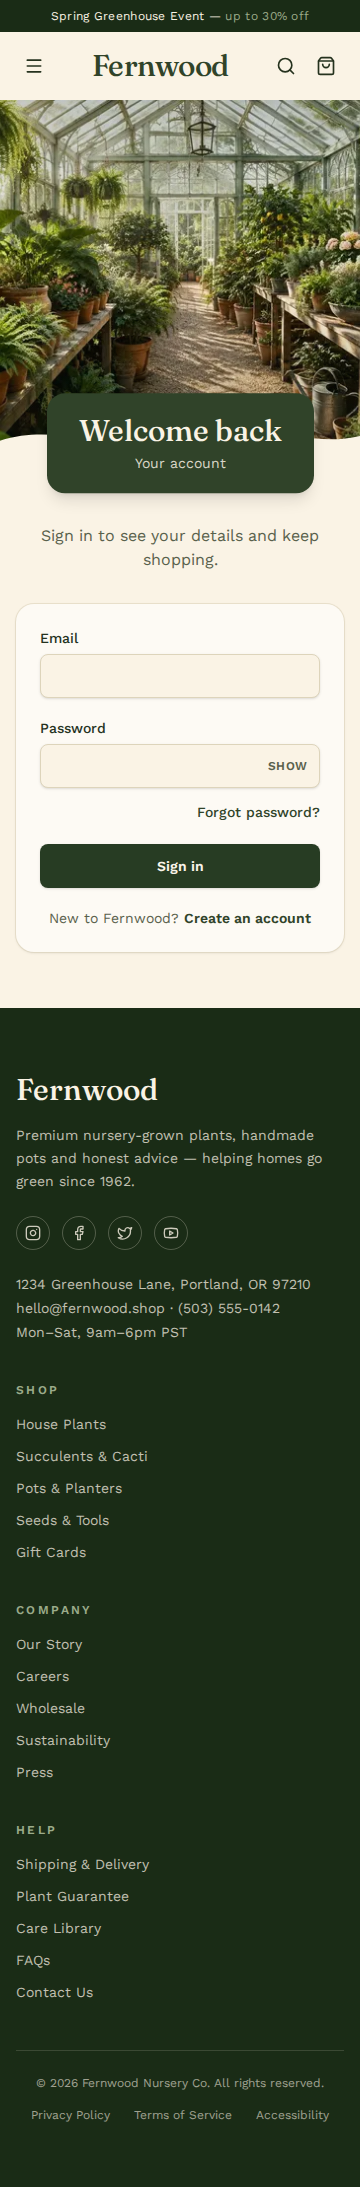 Spring Greenhouse Event — up to 30% off
Fernwood
Welcome back
Your account
Sign in to see your details and keep
shopping.
Email
Password
SHOW
Forgot password?
Sign in
New to Fernwood? Create an account
Fernwood
Premium nursery-grown plants, handmade
pots and honest advice — helping homes go
green since 1962.
1234 Greenhouse Lane, Portland, OR 97210
hello@fernwood.shop · (503) 555-0142
Mon–Sat, 9am–6pm PST
SHOP
House Plants
Succulents & Cacti
Pots & Planters
Seeds & Tools
Gift Cards
COMPANY
Our Story
Careers
Wholesale
Sustainability
Press
HELP
Shipping & Delivery
Plant Guarantee
Care Library
FAQs
Contact Us
© 2026 Fernwood Nursery Co. All rights reserved.
Privacy Policy Terms of Service Accessibility